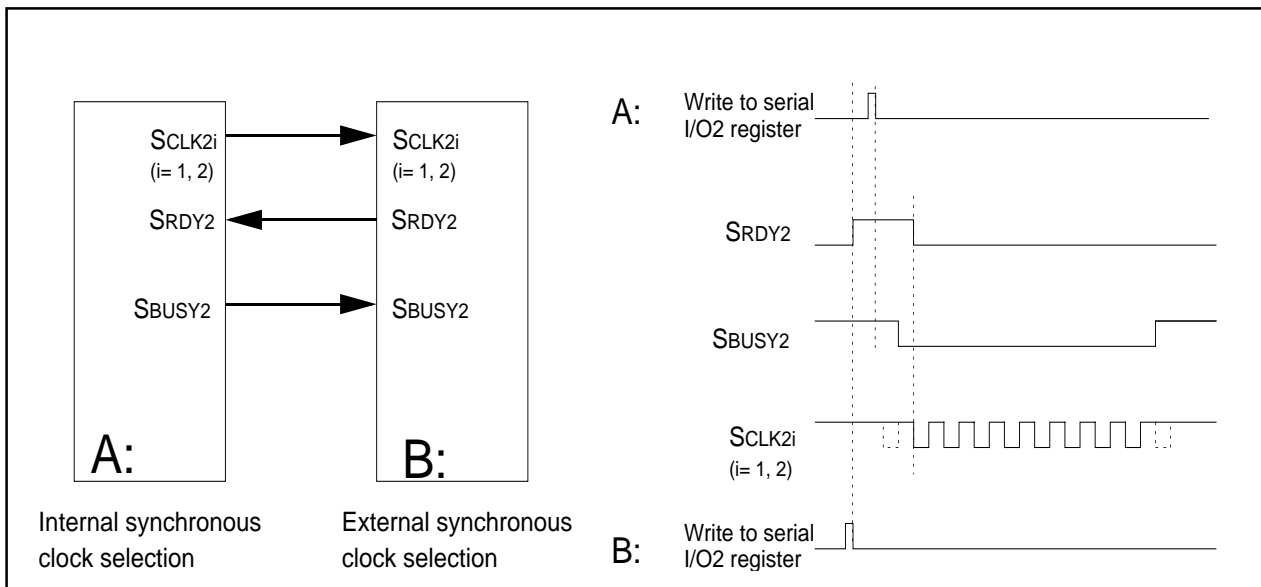 SCLK2i
(i= 1, 2)
SRDY2
SBUSY2
A:
Internal synchronous
clock selection
SCLK2i
(i= 1, 2)
SRDY2
SBUSY2
B:
External synchronous
clock selection
A:
Write to serial
I/O2 register
SRDY2
SBUSY2
SCLK2i
(i= 1, 2)
B:
Write to serial
I/O2 register